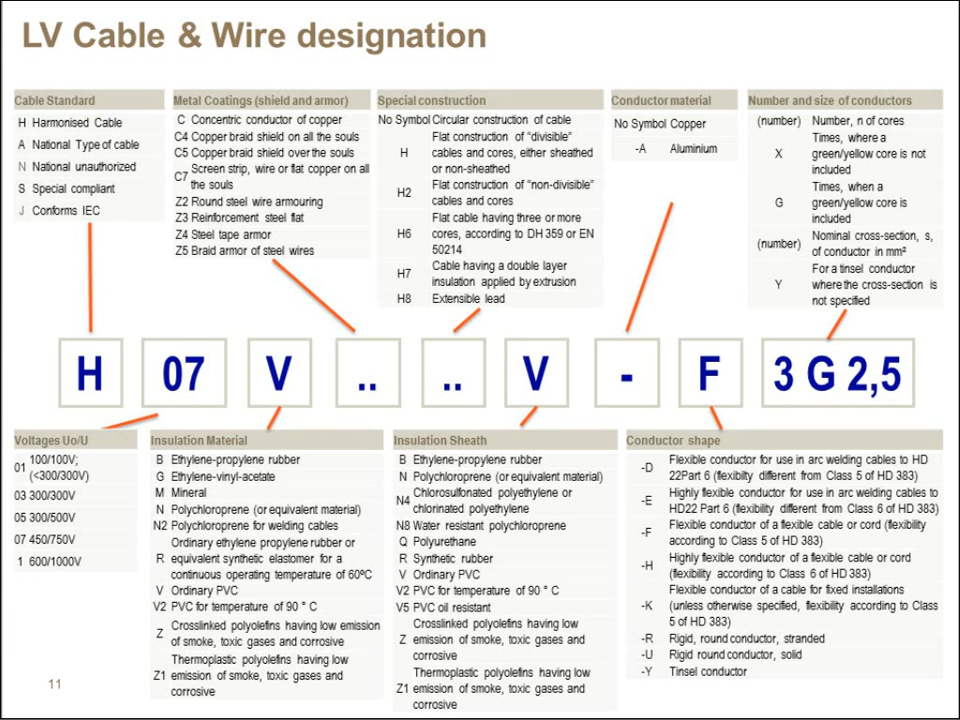 LV Cable & Wire designation
Cable Standard
H Harmonised Cable
A National Type of cable
N National unauthorized
S Special compliant
J Conforms IEC
Metal Coatings (shield and armor)
C Concentric conductor of copper
C4 Copper braid shield on all the souls
C5 Copper braid shield over the souls
C7 Screen strip, wire or flat copper on all
the souls
Z2 Round steel wire armouring
Z3 Reinforcement steel flat
Z4 Steel tape armor
Z5 Braid armor of steel wires
Special construction
No Symbol Circular construction of cable
Flat construction of "divisible"
H cables and cores, either sheathed
or non-sheathed
H2 Flat construction of "non-divisible"
cables and cores
Flat cable having three or more
H6 cores, according to DH 359 or EN
50214
H7 Cable having a double layer
insulation applied by extrusion
H8 Extensible lead
Conductor material
No Symbol Copper
-A Aluminium
Number and size of conductors
(number) Number, n of cores
Times, where a
X green/yellow core is not
included
Times, when a
G green/yellow core is
included
(number) Nominal cross-section, s,
of conductor in mm²
For a tinsel conductor
Y where the cross-section is
not specified
H 07 V .. .. V - F 3 G 2,5
Voltages Uo/U
01 100/100V;
(<300/300V)
03 300/300V
05 300/500V
07 450/750V
1 600/1000V
Insulation Material
B Ethylene-propylene rubber
G Ethylene-vinyl-acetate
M Mineral
N Polychloroprene (or equivalent material)
N2 Polychloroprene for welding cables
Ordinary ethylene propylene rubber or
R equivalent synthetic elastomer for a
continuous operating temperature of 60ºC
V Ordinary PVC
V2 PVC for temperature of 90 ° C
Z Crosslinked polyolefins having low emission
of smoke, toxic gases and corrosive
Thermoplastic polyolefins having low
Z1 emission of smoke, toxic gases and
corrosive
Insulation Sheath
B Ethylene-propylene rubber
N Polychloroprene (or equivalent material)
N4 Chlorosulfonated polyethylene or
chlorinated polyethylene
N8 Water resistant polychloroprene
Q Polyurethane
R Synthetic rubber
V Ordinary PVC
V2 PVC for temperature of 90 ° C
V5 PVC oil resistant
Crosslinked polyolefins having low
Z emission of smoke, toxic gases and
corrosive
Thermoplastic polyolefins having low
Z1 emission of smoke, toxic gases and
corrosive
Conductor shape
-D Flexible conductor for use in arc welding cables to HD
22Part 6 (flexibilty different from Class 5 of HD 383)
-E Highly flexible conductor for use in arc welding cables to
HD22 Part 6 (flexibility different from Class 6 of HD 383)
-F Flexible conductor of a flexible cable or cord (flexibility
according to Class 5 of HD 383)
-H Highly flexible conductor of a flexible cable or cord
(flexibility according to Class 6 of HD 383)
Flexible conductor of a cable for fixed installations
-K (unless otherwise specified, flexibility according to Class
5 of HD 383)
-R Rigid, round conductor, stranded
-U Rigid round conductor, solid
-Y Tinsel conductor
11